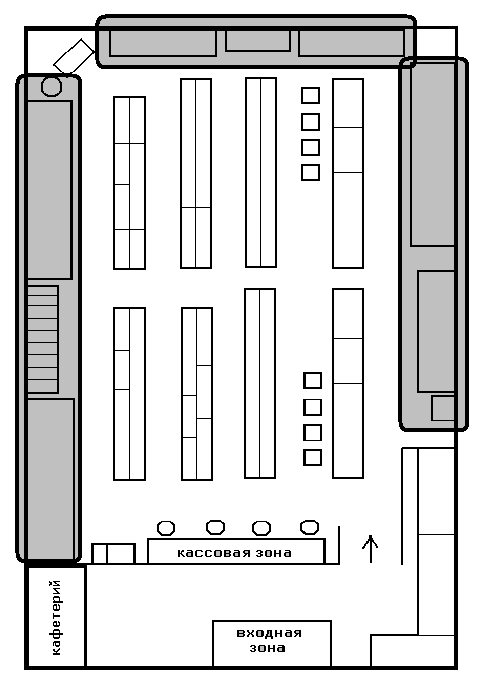 кассовая зона
кафетерий
входная
зона